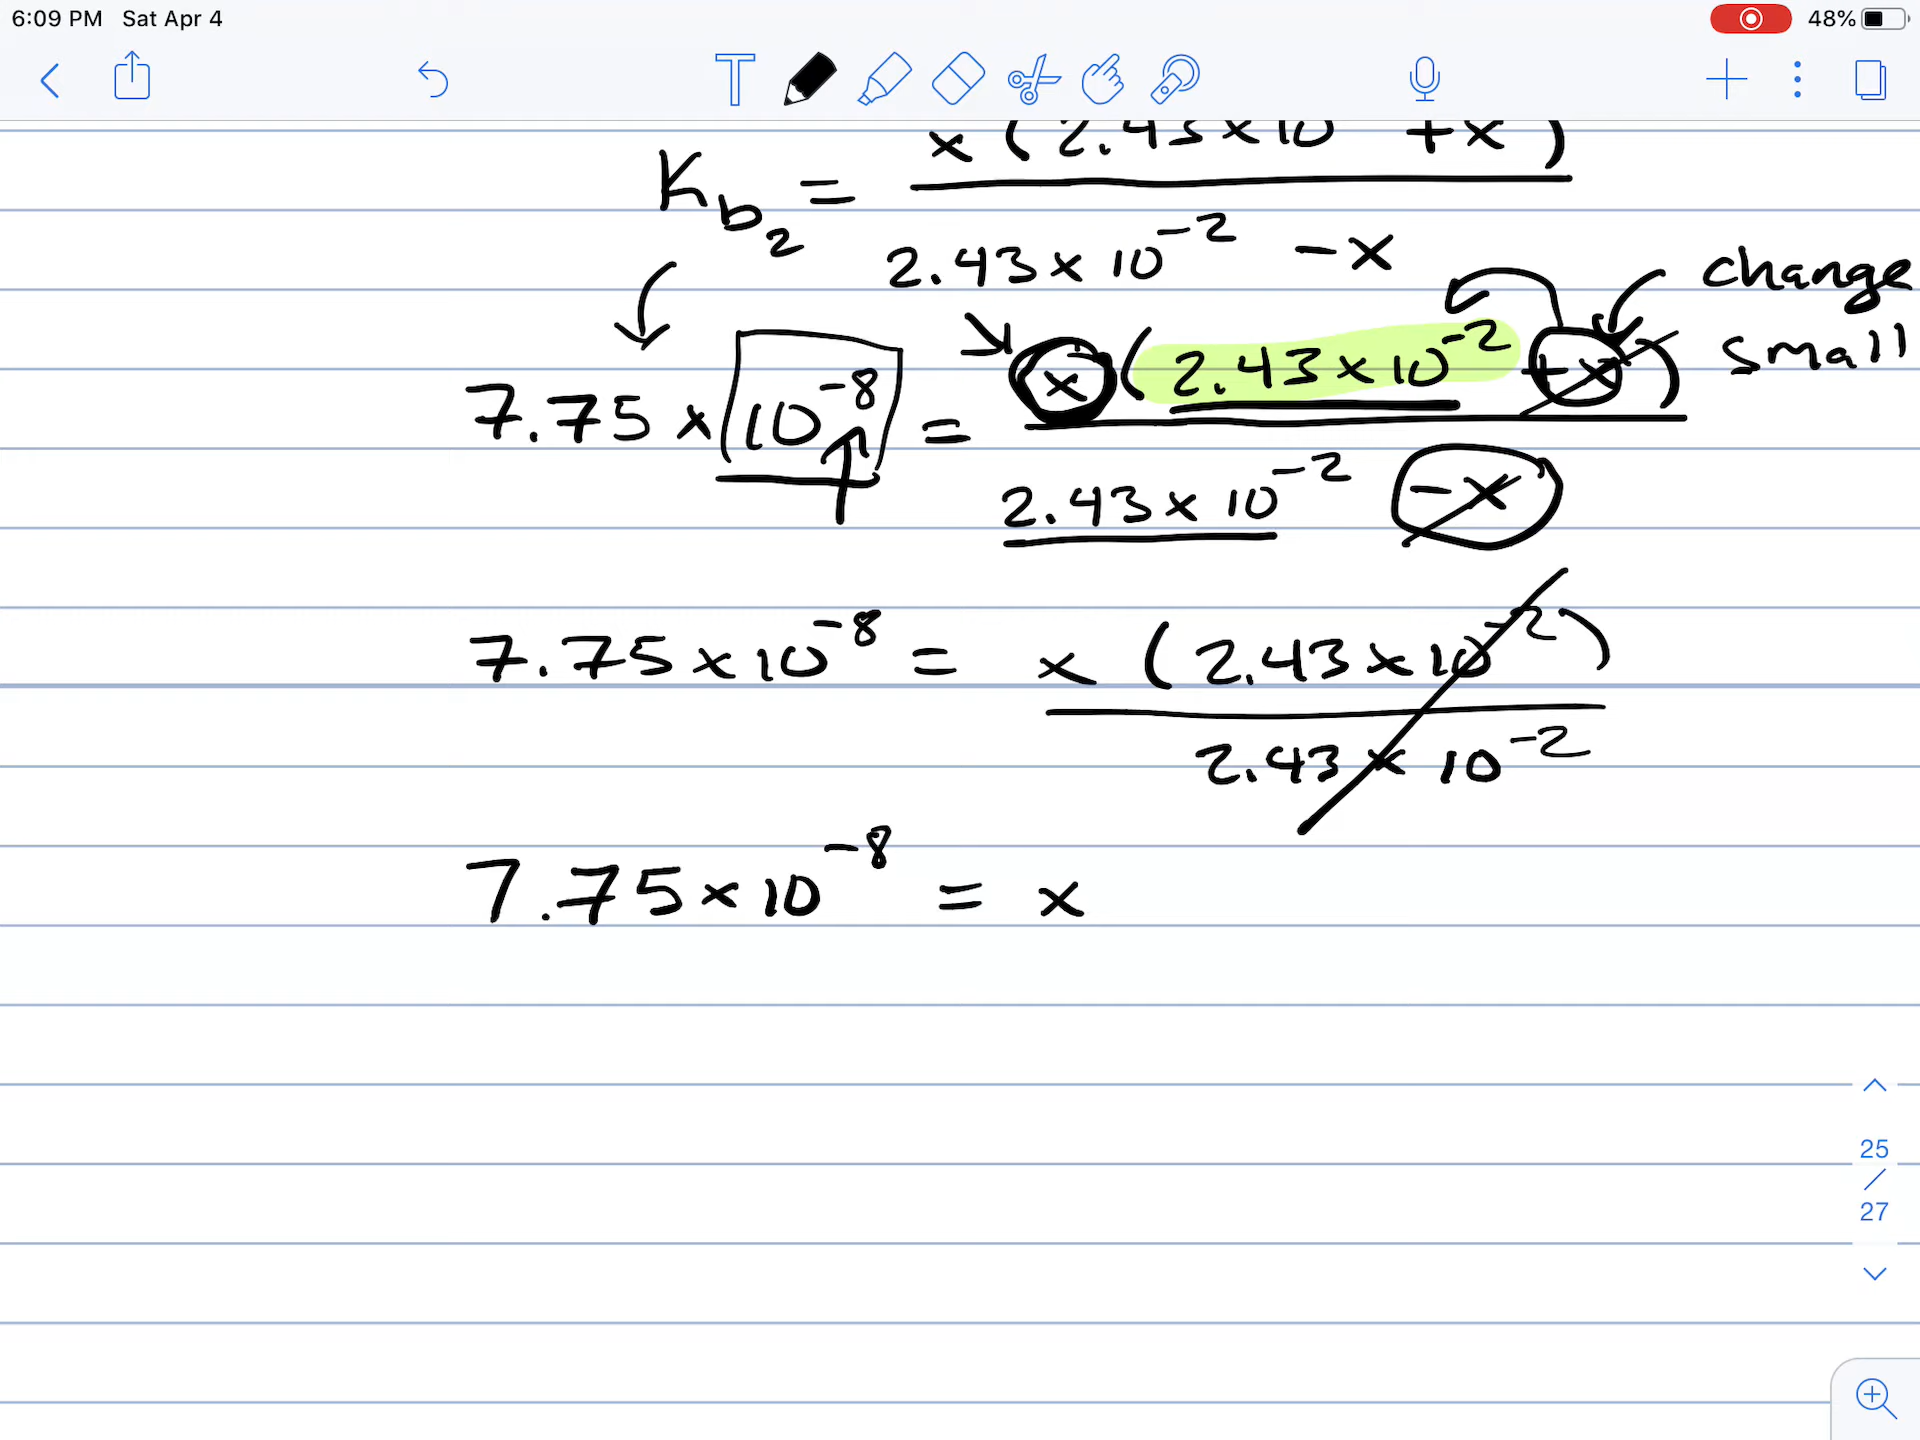 6:09 PM Sat Apr 4
48%
x ( 2.43 x 10 + x )
K b 2 =
2.43 x 10 -2 - x
change
small
7.75 x 10 -8 = x ( 2.43 x 10 -2 + x )
2.43 x 10 -2 - x
7.75 x 10 -8 = x ( 2.43 x 10 -2 )
2.43 x 10 -2
7.75 x 10 -8 = x
25
/
27